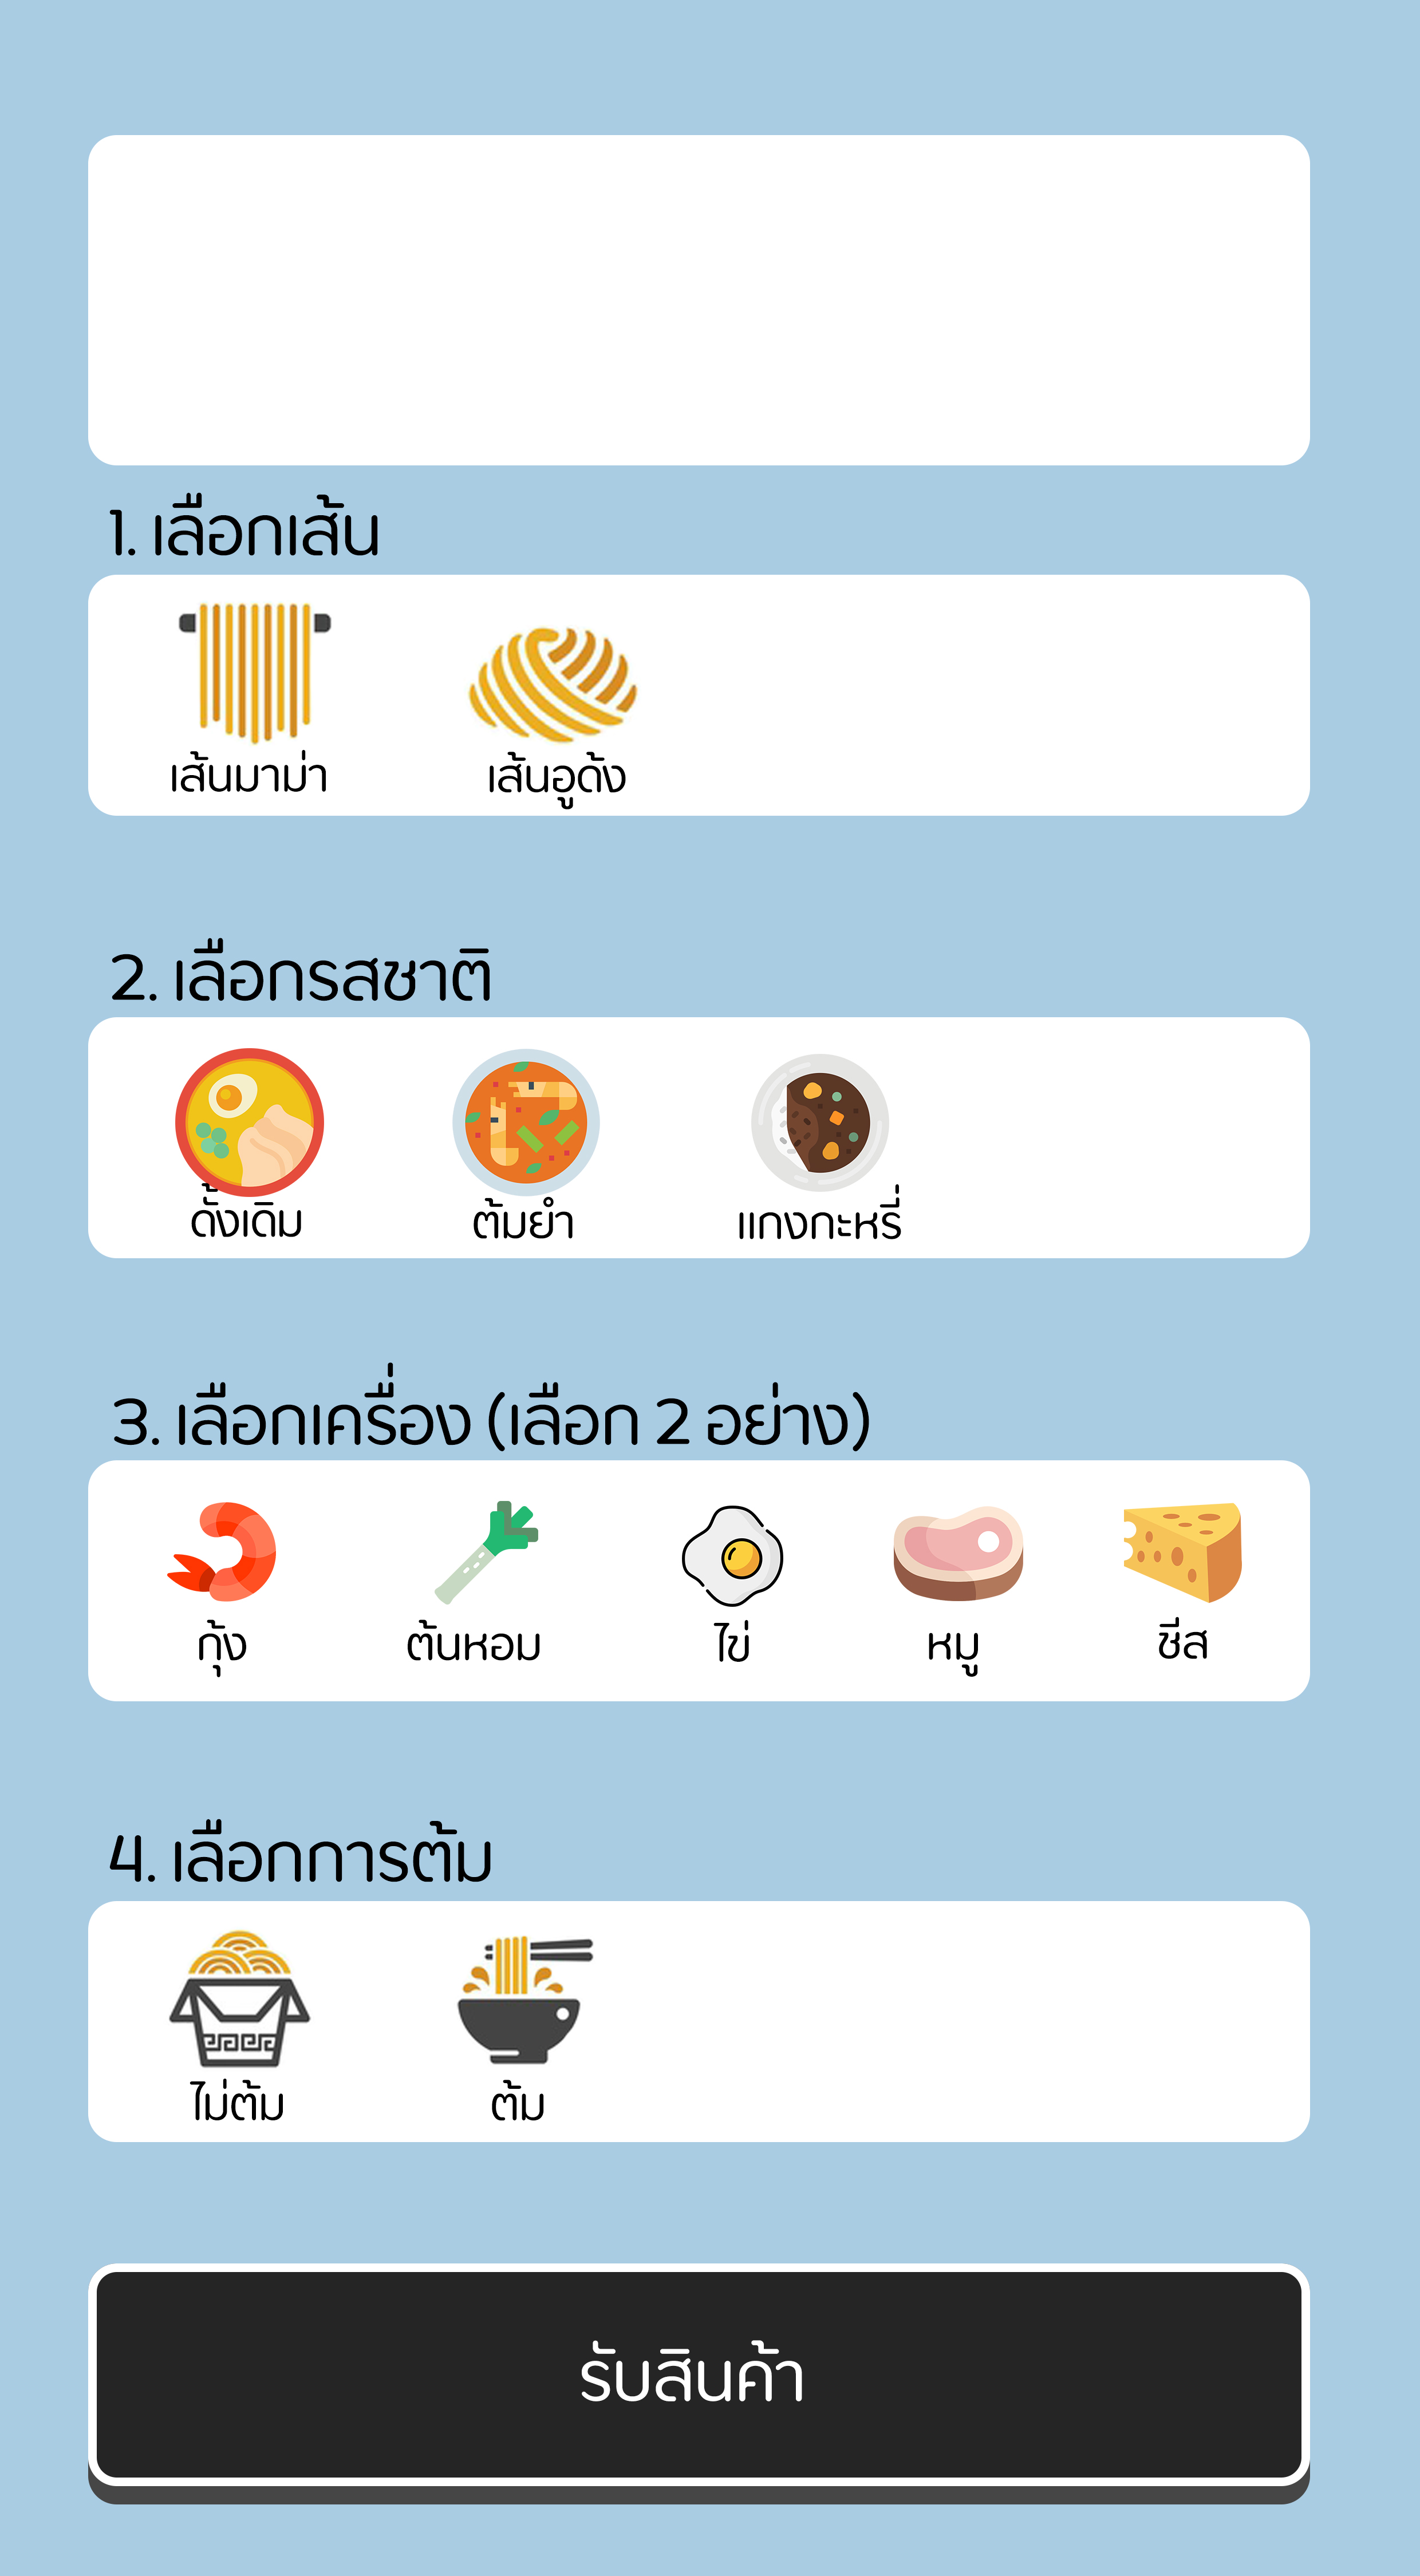 1. เลือกเส้น
เส้นมาม่า เส้นอูด้ง
2. เลือกรสชาติ
ดั้งเดิม ต้มยำ แกงกะหรี่
3. เลือกเครื่อง (เลือก 2 อย่าง)
กุ้ง ต้นหอม ไข่ หมู ชีส
4. เลือกการต้ม
ไม่ต้ม ต้ม
รับสินค้า